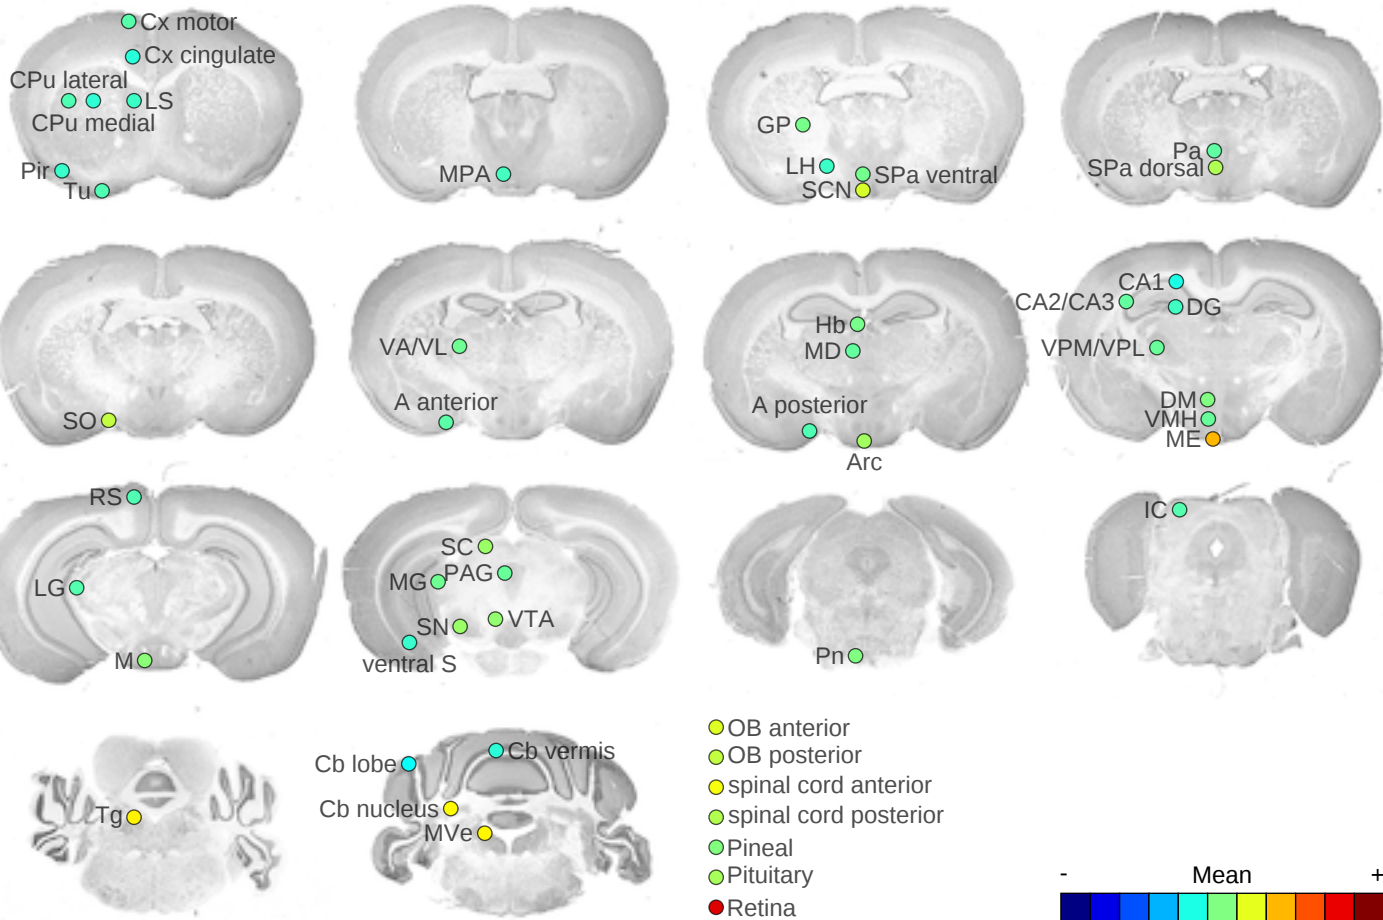 Cx motor
Cx cingulate
CPu lateral
LS
CPu medial
Pir
Tu
MPA
GP
LH
SPa ventral
SCN
Pa
SPa dorsal
SO
VA/VL
A anterior
Hb
MD
A posterior
Arc
CA1
CA2/CA3
DG
VPM/VPL
DM
VMH
ME
RS
LG
M
SC
MG
PAG
SN
VTA
ventral S
Pn
IC
Tg
Cb lobe
Cb vermis
Cb nucleus
MVe
OB anterior
OB posterior
spinal cord anterior
spinal cord posterior
Pineal
Pituitary
Retina
- Mean +